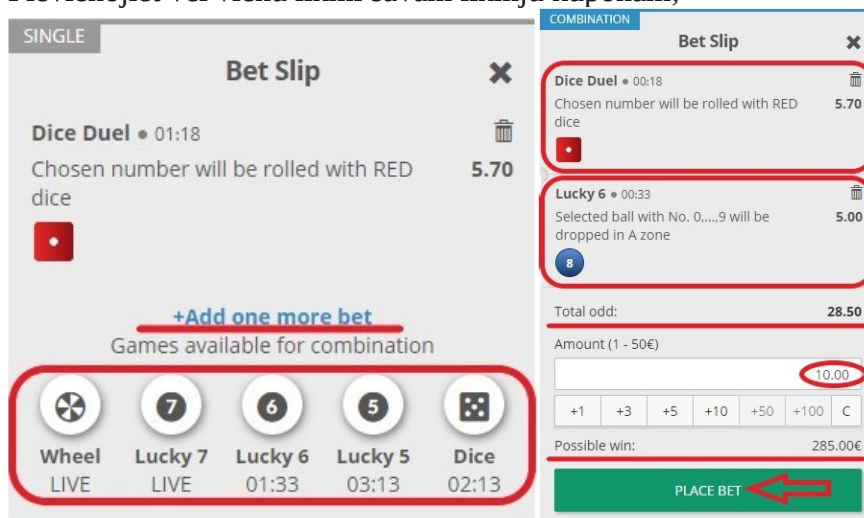 SINGLE
Bet Slip
Dice Duel • 01:18
Chosen number will be rolled with RED
dice
5.70
+Add one more bet
Games available for combination
7
6
5
Wheel
Lucky 7
Lucky 6
Lucky 5
Dice
LIVE
LIVE
01:33
03:13
02:13
COMBINATION
Bet Slip
Dice Duel • 00:18
Chosen number will be rolled with RED
dice
5.70
Lucky 6 • 00:33
Selected ball with No. 0,...,9 will be
dropped in A zone
5.00
8
Total odd: 28.50
Amount (1 - 50€)
10.00
+1 +3 +5 +10 +50 +100 C
Possible win: 285.00€
PLACE BET